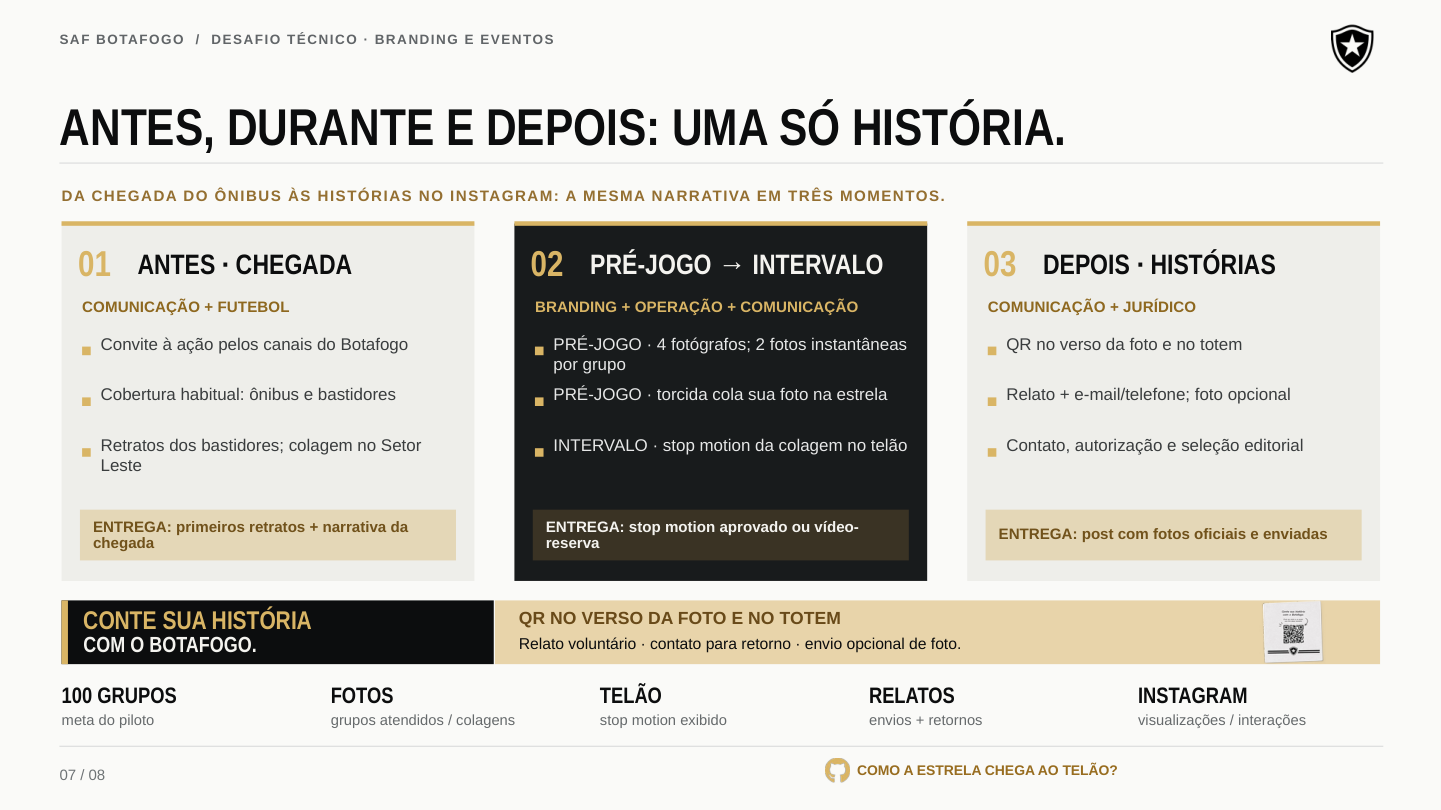 SAF BOTAFOGO / DESAFIO TÉCNICO · BRANDING E EVENTOS
ANTES, DURANTE E DEPOIS: UMA SÓ HISTÓRIA.
DA CHEGADA DO ÔNIBUS ÀS HISTÓRIAS NO INSTAGRAM: A MESMA NARRATIVA EM TRÊS MOMENTOS.
01 ANTES · CHEGADA
COMUNICAÇÃO + FUTEBOL
Convite à ação pelos canais do Botafogo
Cobertura habitual: ônibus e bastidores
Retratos dos bastidores; colagem no Setor
Leste
ENTREGA: primeiros retratos + narrativa da
chegada
02 PRÉ-JOGO → INTERVALO
BRANDING + OPERAÇÃO + COMUNICAÇÃO
PRÉ-JOGO · 4 fotógrafos; 2 fotos instantâneas
por grupo
PRÉ-JOGO · torcida cola sua foto na estrela
INTERVALO · stop motion da colagem no telão
ENTREGA: stop motion aprovado ou vídeo-
reserva
03 DEPOIS · HISTÓRIAS
COMUNICAÇÃO + JURÍDICO
QR no verso da foto e no totem
Relato + e-mail/telefone; foto opcional
Contato, autorização e seleção editorial
ENTREGA: post com fotos oficiais e enviadas
CONTE SUA HISTÓRIA
COM O BOTAFOGO.
QR NO VERSO DA FOTO E NO TOTEM
Relato voluntário · contato para retorno · envio opcional de foto.
100 GRUPOS
meta do piloto
FOTOS
grupos atendidos / colagens
TELÃO
stop motion exibido
RELATOS
envios + retornos
INSTAGRAM
visualizações / interações
07 / 08
COMO A ESTRELA CHEGA AO TELÃO?